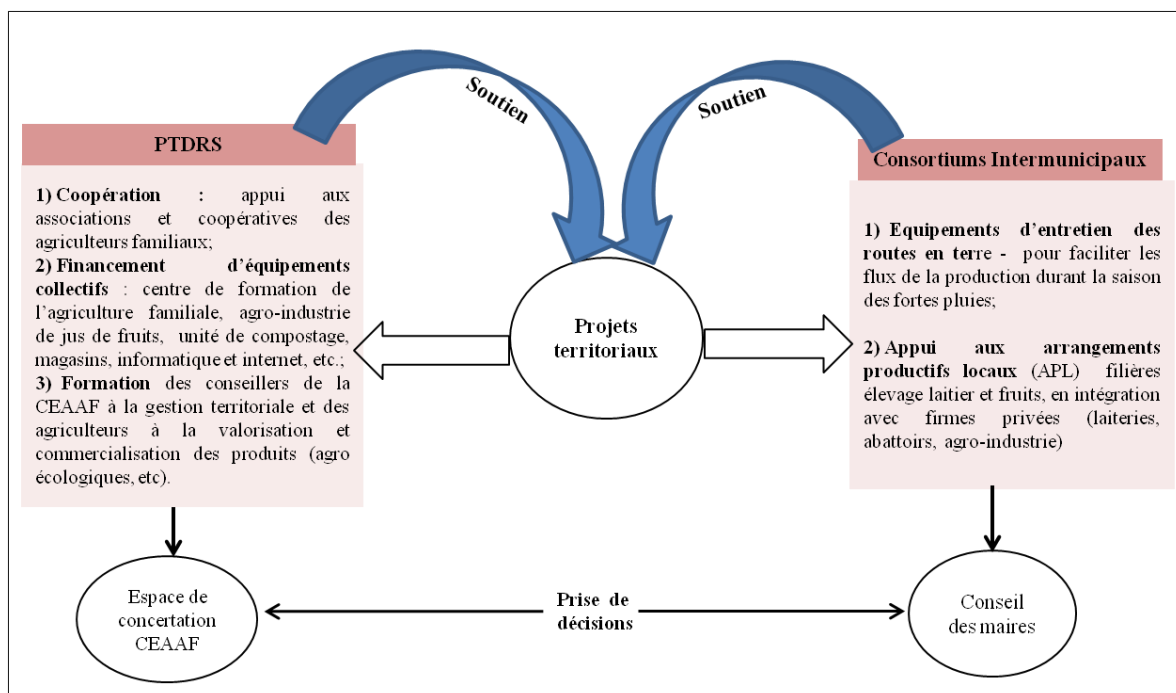 Soutien
Soutien
PTDRS
1) Coopération : appui aux
associations et coopératives des
agriculteurs familiaux;
2) Financement d'équipements
collectifs : centre de formation de
l'agriculture familiale, agro-industrie
de jus de fruits, unité de compostage,
magasins, informatique et internet, etc.;
3) Formation des conseillers de la
CEAAF à la gestion territoriale et des
agriculteurs à la valorisation et
commercialisation des produits (agro
écologiques, etc).
Projets
territoriaux
Consortiums Intermunicipaux
1) Equipements d'entretien des
routes en terre - pour faciliter les
flux de la production durant la saison
des fortes pluies;
2) Appui aux arrangements
productifs locaux (APL) filières
élevage laitier et fruits, en intégration
avec firmes privées (laiteries,
abattoirs, agro-industrie)
Espace de
concertation
CEAAF
Prise de
décisions
Conseil
des maires